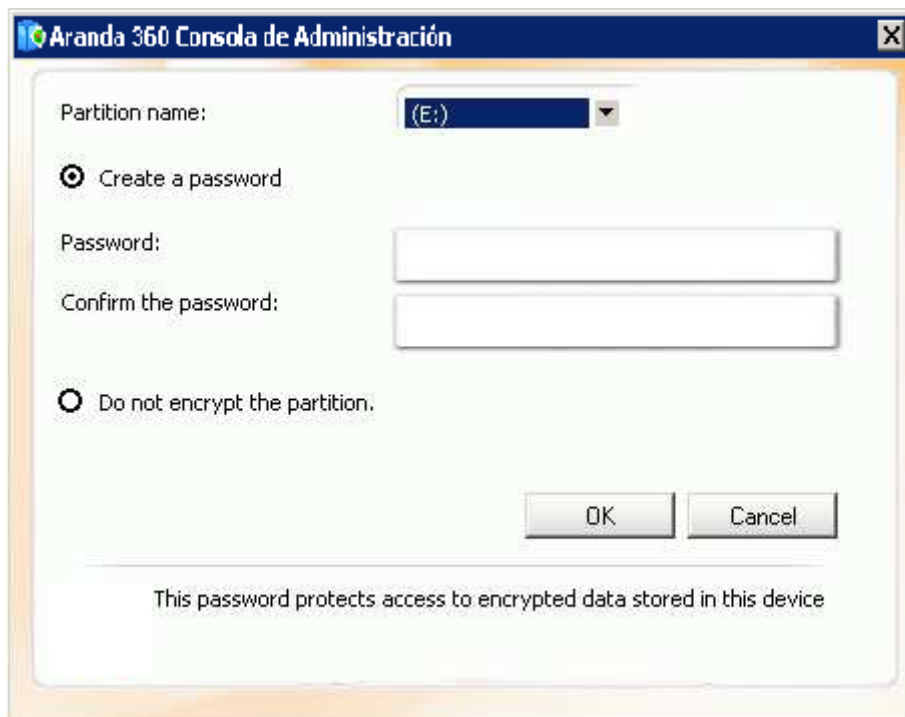 Aranda 360 Consola de Administración
Partition name:
(E:)
Create a password
Password:
Confirm the password:
Do not encrypt the partition.
OK
Cancel
This password protects access to encrypted data stored in this device